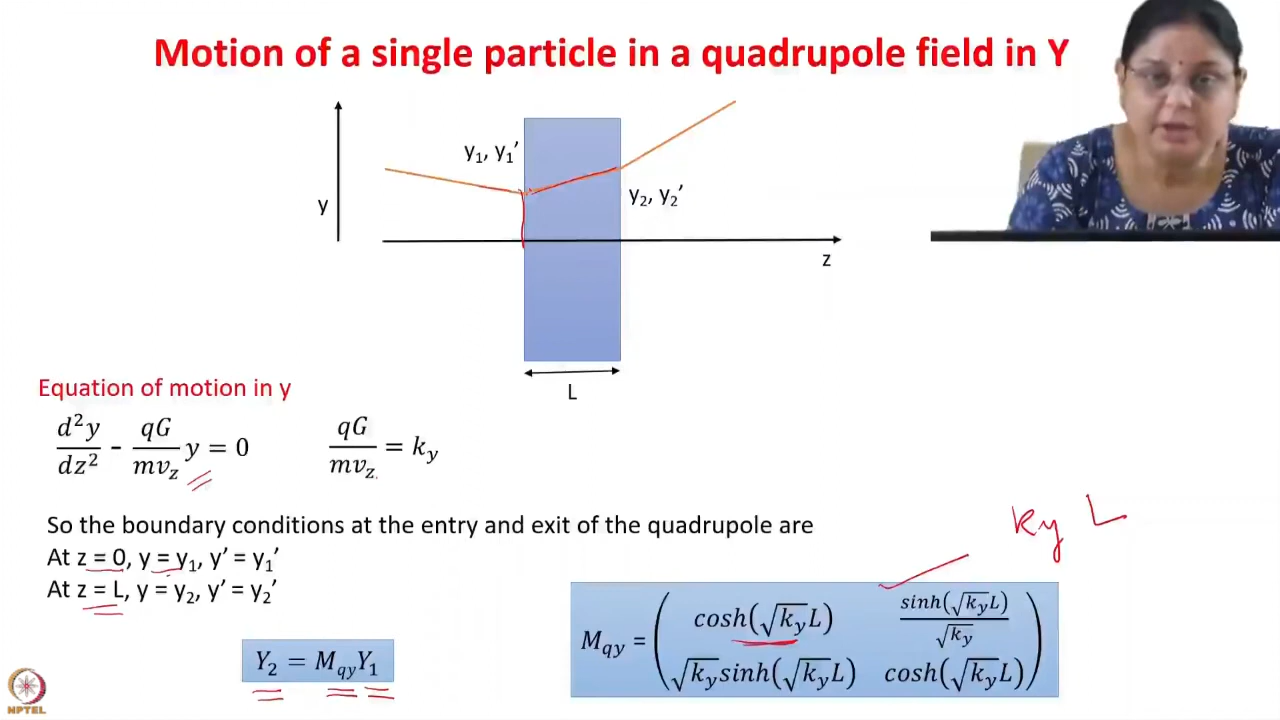 Motion of a single particle in a quadrupole field in Y
y₁, y₁′
y
y₂, y₂′
z
L
Equation of motion in y
d²y/dz² - qG/mv_z y = 0
qG/mv_z. = k_y
So the boundary conditions at the entry and exit of the quadrupole are
ky L
At z = 0, y = y₁, y' = y₁'
At z = L, y = y₂, y' = y₂'
Y₂ = M_qy Y₁
M_qy = ( cosh(√k_y L) sinh(√k_y L)/√k_y
√k_y sinh(√k_y L) cosh(√k_y L) )
NPTEL